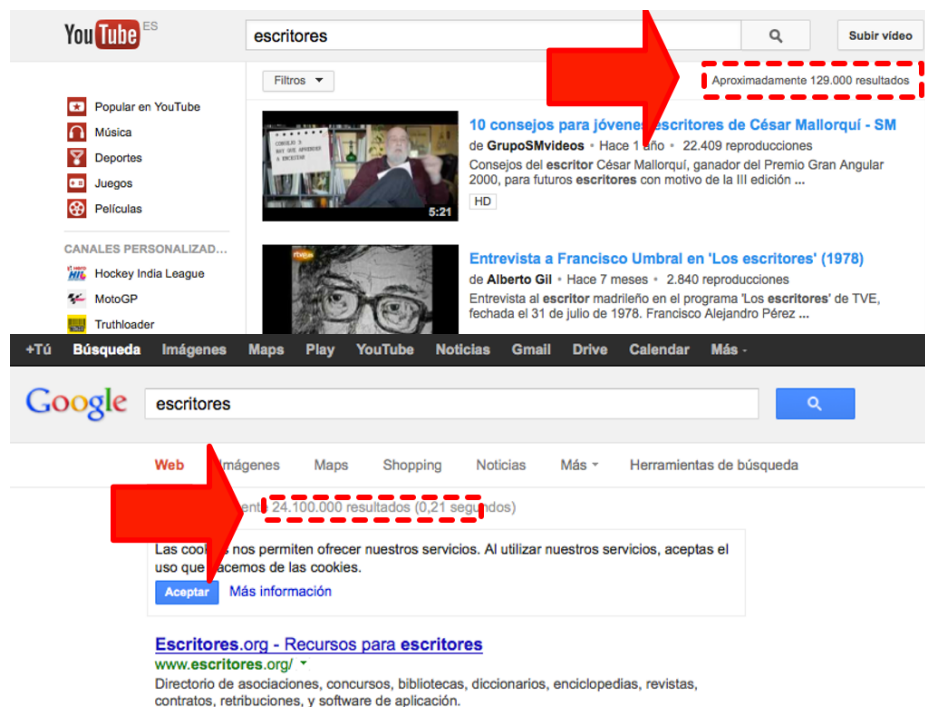 YouTube ES
escritores
Subir vídeo
Filtros
Aproximadamente 129.000 resultados
Popular en YouTube
Música
Deportes
Juegos
Películas
CANALES PERSONALIZAD...
Hockey India League
MotoGP
Truthloader
CONSEJO 2
HAY QUE APRENDER
A ESCRIBIR
5:21
10 consejos para jóvenes escritores de César Mallorquí - SM
de GrupoSMvideos • Hace 1 año • 22.409 reproducciones
Consejos del escritor César Mallorquí, ganador del Premio Gran Angular
2000, para futuros escritores con motivo de la III edición ...
HD
rtve.es
Entrevista a Francisco Umbral en 'Los escritores' (1978)
de Alberto Gil • Hace 7 meses • 2.840 reproducciones
Entrevista al escritor madrileño en el programa 'Los escritores' de TVE,
fechada el 31 de julio de 1978. Francisco Alejandro Pérez ...
+Tú Búsqueda Imágenes Maps Play YouTube Noticias Gmail Drive Calendar Más
Google
escritores
Web Imágenes Maps Shopping Noticias Más Herramientas de búsqueda
24.100.000 resultados (0,21 segundos)
Las cookies nos permiten ofrecer nuestros servicios. Al utilizar nuestros servicios, aceptas el
uso que hacemos de las cookies.
Aceptar Más información
Escritores.org - Recursos para escritores
www.escritores.org/
Directorio de asociaciones, concursos, bibliotecas, diccionarios, enciclopedias, revistas,
contratos, retribuciones, y software de aplicación.